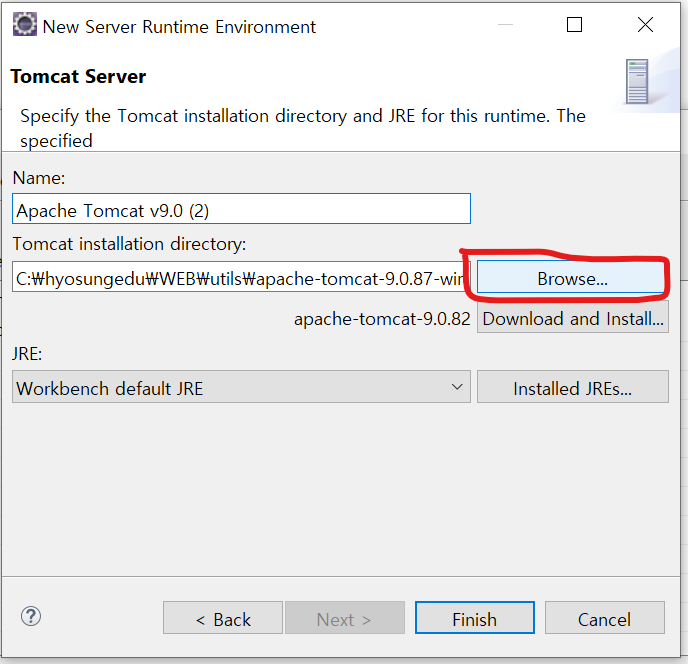 New Server Runtime Environment
Tomcat Server
Specify the Tomcat installation directory and JRE for this runtime. The
specified
Name:
Apache Tomcat v9.0 (2)
Tomcat installation directory:
C:₩hyosungedu₩WEB₩utils₩apache-tomcat-9.0.87-win
Browse...
apache-tomcat-9.0.82
Download and Install...
JRE:
Workbench default JRE
Installed JREs...
?
< Back
Next >
Finish
Cancel